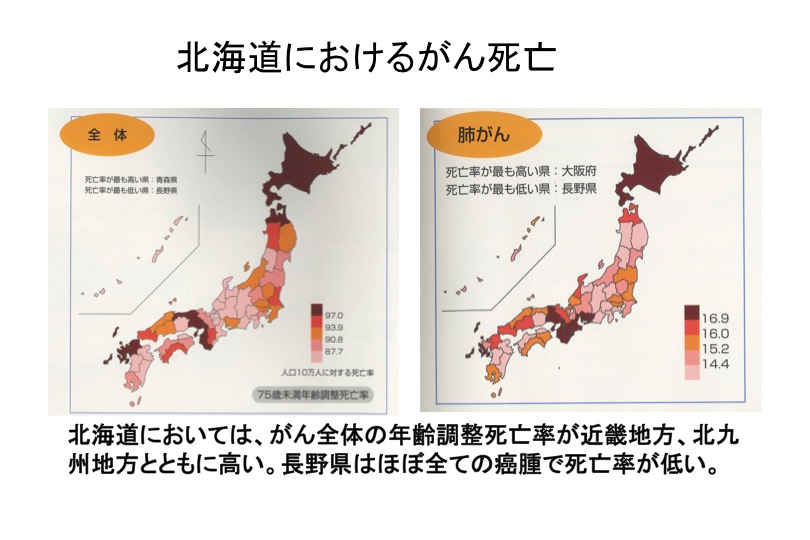 北海道におけるがん死亡
全 体
死亡率が最も高い県：青森県
死亡率が最も低い県：長野県
97.0
93.9
90.8
87.7
人口10万人に対する死亡率
75歳未満年齢調整死亡率
肺がん
死亡率が最も高い県：大阪府
死亡率が最も低い県：長野県
16.9
16.0
15.2
14.4
北海道においては、がん全体の年齢調整死亡率が近畿地方、北九
州地方とともに高い。長野県はほぼ全ての癌腫で死亡率が低い。